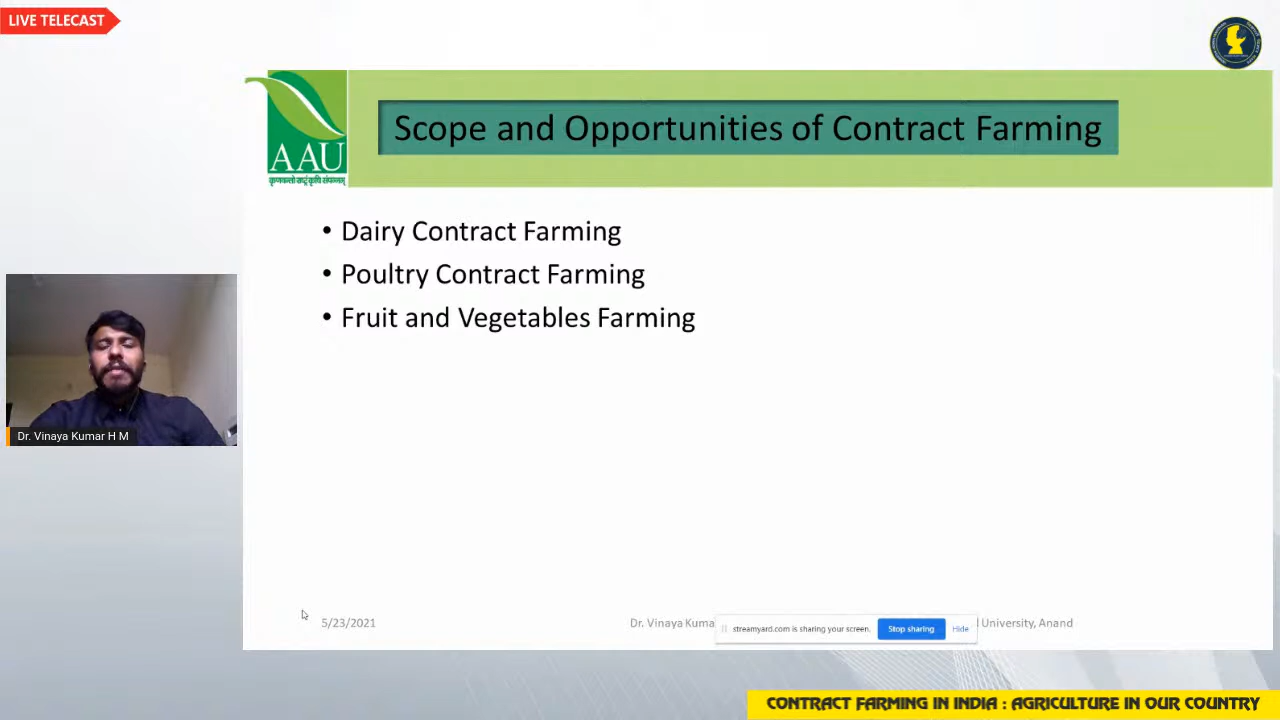 LIVE TELECAST
Scope and Opportunities of Contract Farming
AAU
• Dairy Contract Farming
• Poultry Contract Farming
• Fruit and Vegetables Farming
Dr. Vinaya Kumar H M
5/23/2021
Dr. Vinaya Kuma
streamyard.com is sharing your screen.
Stop sharing
Hide
University, Anand
CONTRACT FARMING IN INDIA : AGRICULTURE IN OUR COUNTRY